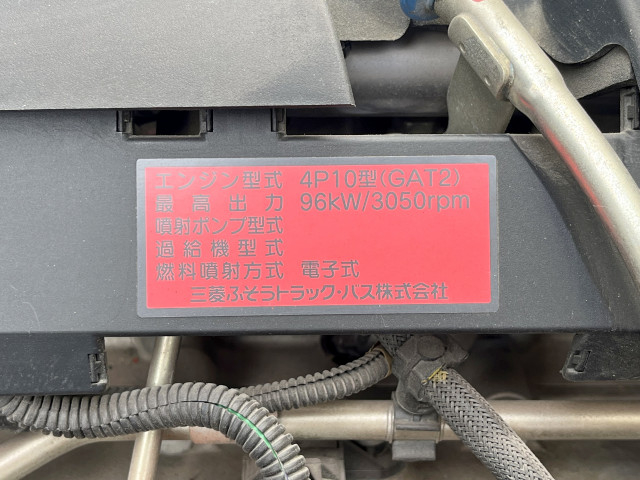 エンジン型式 4P10型(GAT2)
最高出力 96kW/3050rpm
噴射ポンプ型式
過給機型式
燃料噴射方式 電子式
三菱ふそうトラック・バス株式会社